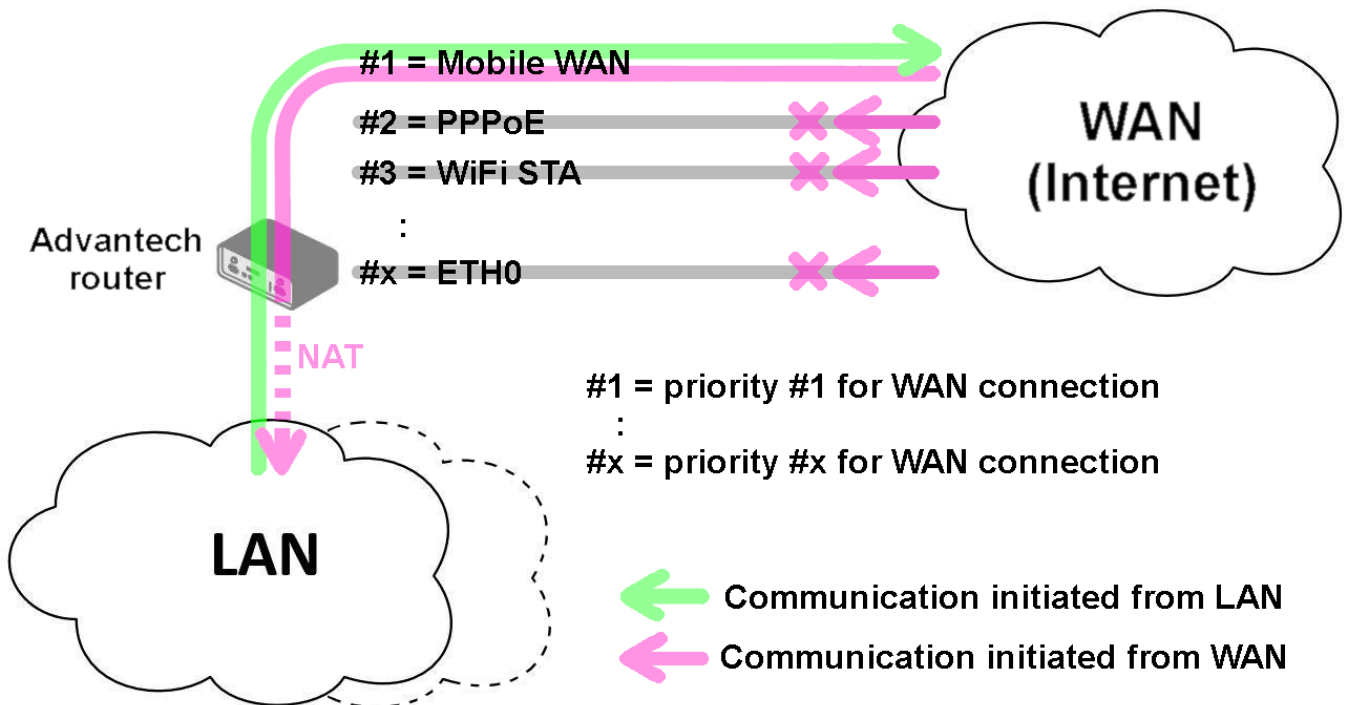 #1 = Mobile WAN
#2 = PPPoE
#3 = WiFi STA
:
#x = ETH0
WAN
(Internet)
Advantech
router
NAT
#1 = priority #1 for WAN connection
:
#x = priority #x for WAN connection
LAN
Communication initiated from LAN
Communication initiated from WAN